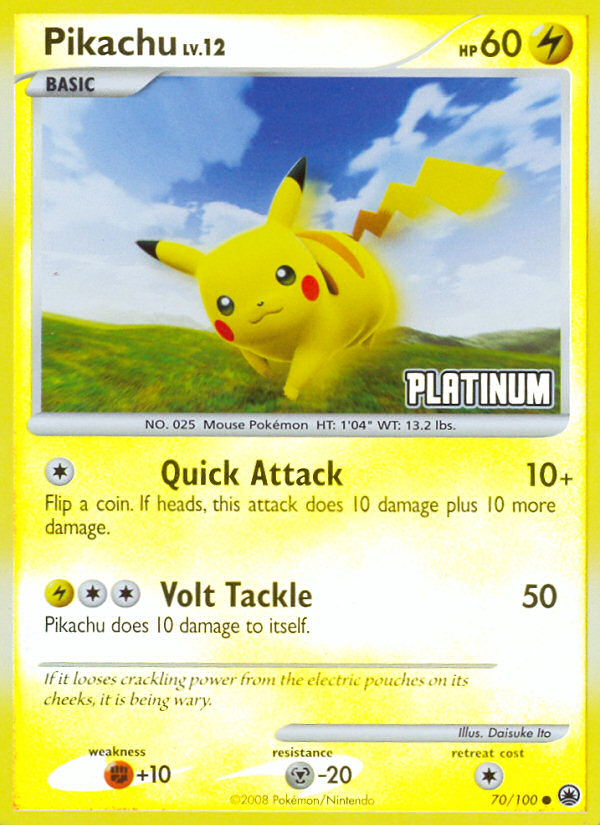 Pikachu LV.12
HP 60
BASIC
PLATINUM
NO. 025 Mouse Pokémon HT: 1'04" WT: 13.2 lbs.
Quick Attack 10+
Flip a coin. If heads, this attack does 10 damage plus 10 more
damage.
Volt Tackle 50
Pikachu does 10 damage to itself.
If it looses crackling power from the electric pouches on its
cheeks, it is being wary.
Illus. Daisuke Ito
weakness resistance retreat cost
+10 -20
©2008 Pokémon/Nintendo 70/100